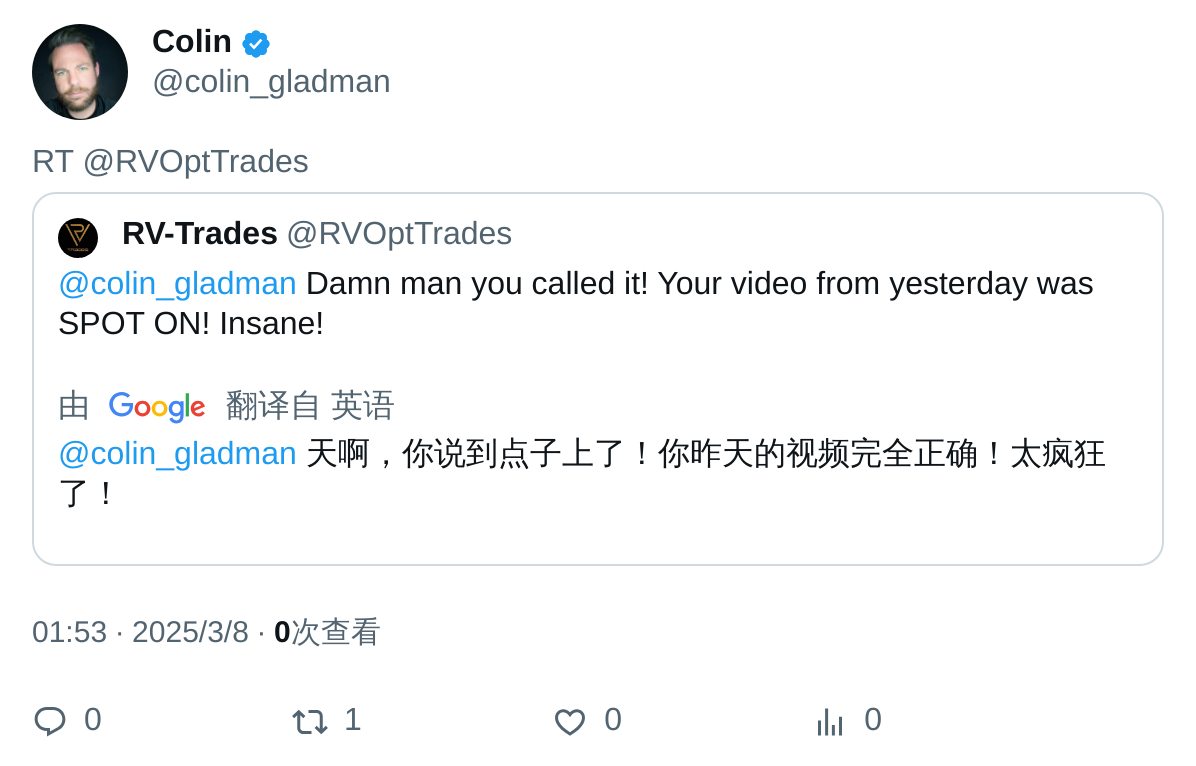 Colin
@colin_gladman
RT @RVOptTrades
RV-Trades @RVOptTrades
@colin_gladman Damn man you called it! Your video from yesterday was
SPOT ON! Insane!
由 Google 翻译自 英语
@colin_gladman 天啊，你说到点子上了！你昨天的视频完全正确！太疯狂
了！
01:53 · 2025/3/8 · 0次查看
0 1 0 0